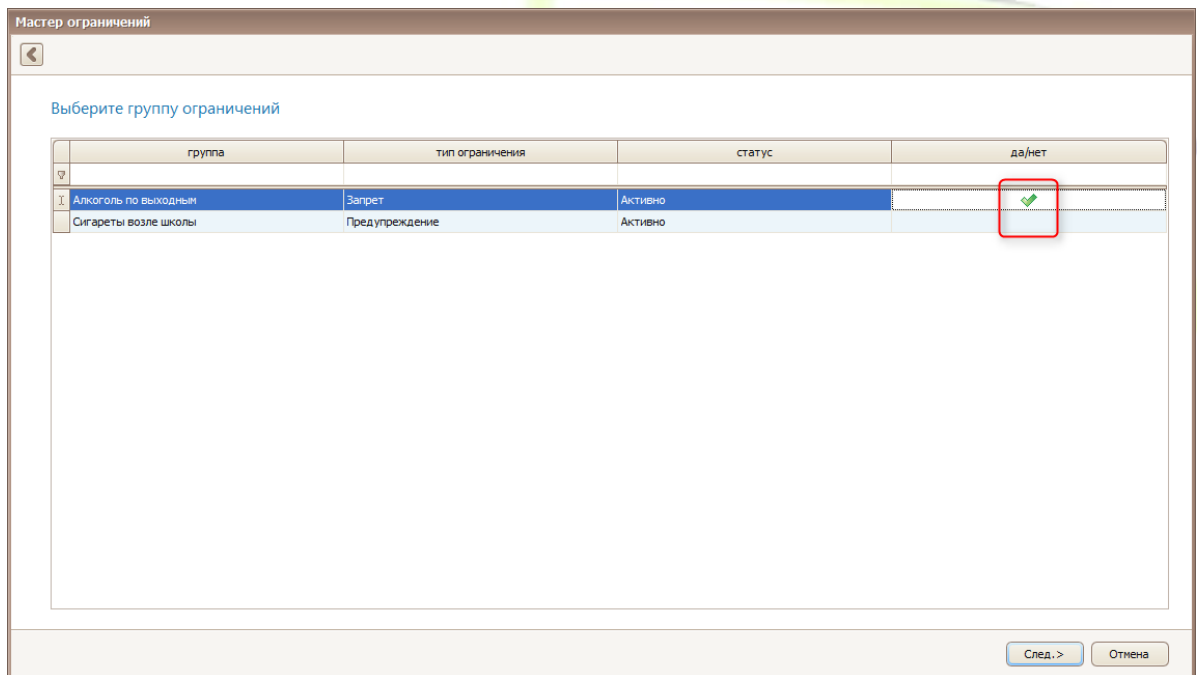 Мастер ограничений
Выберите группу ограничений
группа тип ограничения статус да/нет
Алкоголь по выходным Запрет Активно
Сигареты возле школы Предупреждение Активно
След.> Отмена